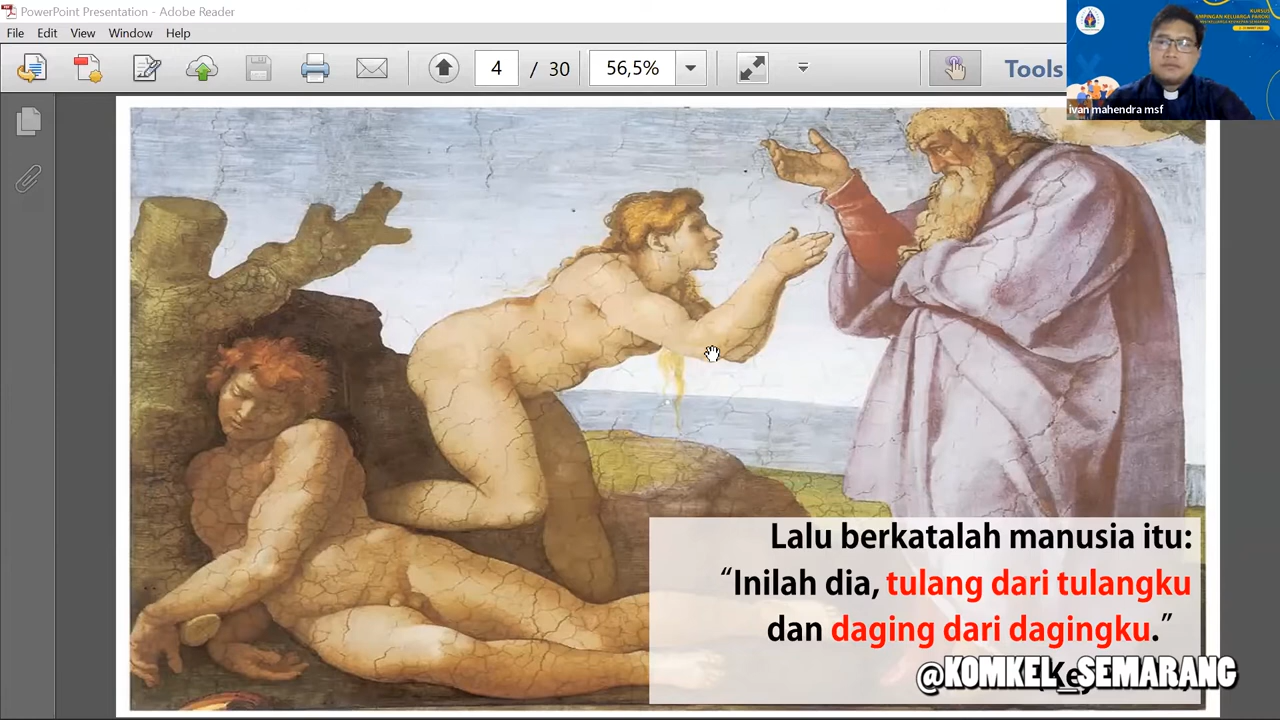 PowerPoint Presentation - Adobe Reader
File Edit View Window Help
4 / 30 56,5% Tools
KURSUS
ivan mahendra msf
Lalu berkatalah manusia itu:
“Inilah dia, tulang dari tulangku
dan daging dari dagingku.”
@KOMKEL_SEMARANG